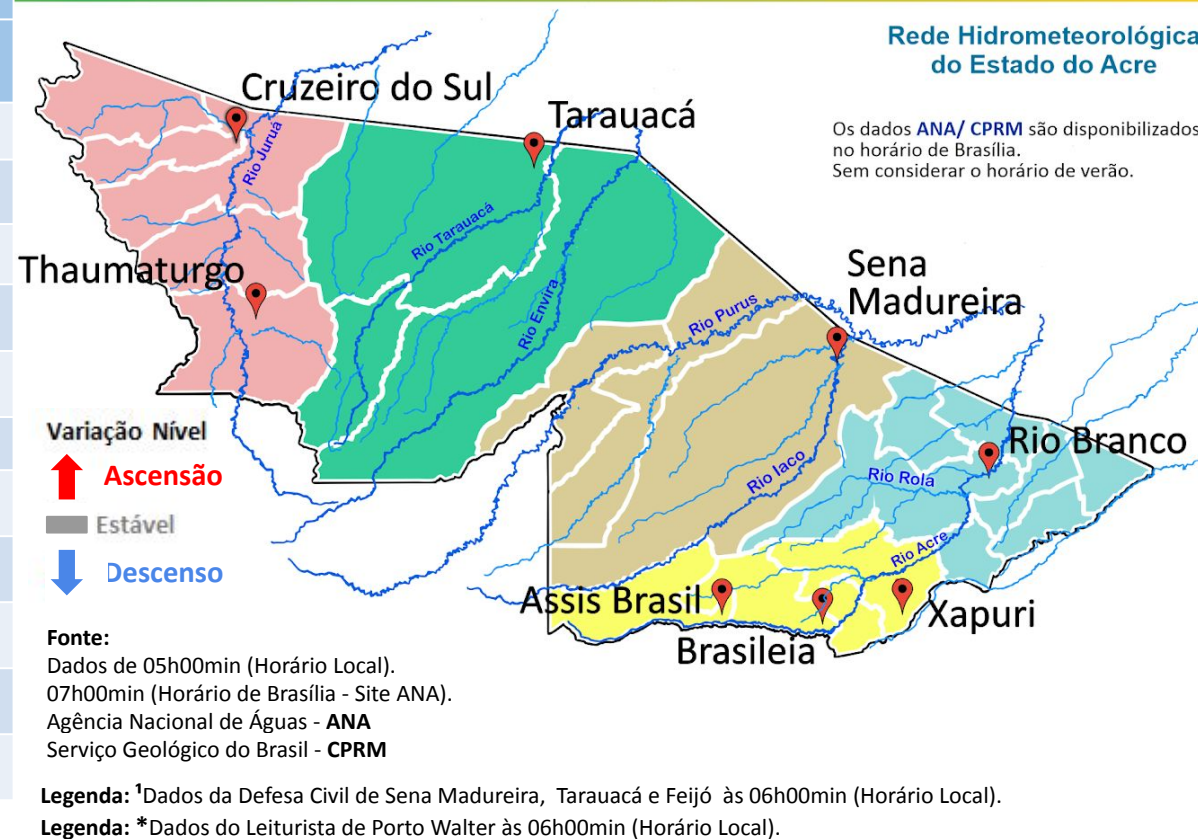 Rede Hidrometeorológica
do Estado do Acre
Os dados ANA/ CPRM são disponibilizados
no horário de Brasília.
Sem considerar o horário de verão.
Cruzeiro do Sul
Tarauacá
Rio Juruá
Rio Tarauacá
Thaumaturgo
Rio Envira
Sena
Madureira
Rio Purus
Rio Iaco
Rio Branco
Rio Rola
Rio Acre
Assis Brasil
Brasileia
Xapuri
Variação Nível
Ascensão
Estável
Descenso
Fonte:
Dados de 05h00min (Horário Local).
07h00min (Horário de Brasília - Site ANA).
Agência Nacional de Águas - ANA
Serviço Geológico do Brasil - CPRM
Legenda: ¹Dados da Defesa Civil de Sena Madureira, Tarauacá e Feijó às 06h00min (Horário Local).
Legenda: *Dados do Leiturista de Porto Walter às 06h00min (Horário Local).